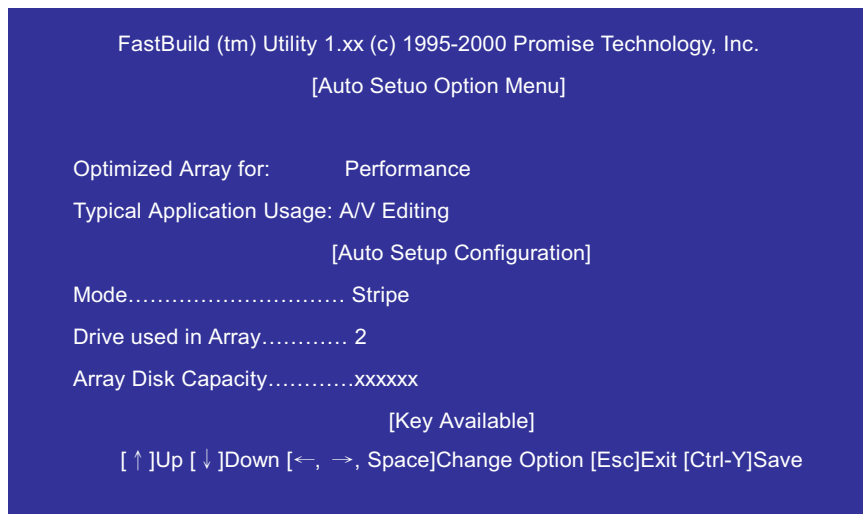 FastBuild (tm) Utility 1.xx (c) 1995-2000 Promise Technology, Inc.
[Auto Setuo Option Menu]
Optimized Array for: Performance
Typical Application Usage: A/V Editing
[Auto Setup Configuration]
Mode………………………… Stripe
Drive used in Array………… 2
Array Disk Capacity…………xxxxxx
[Key Available]
[↑]Up [↓]Down [←, →, Space]Change Option [Esc]Exit [Ctrl-Y]Save